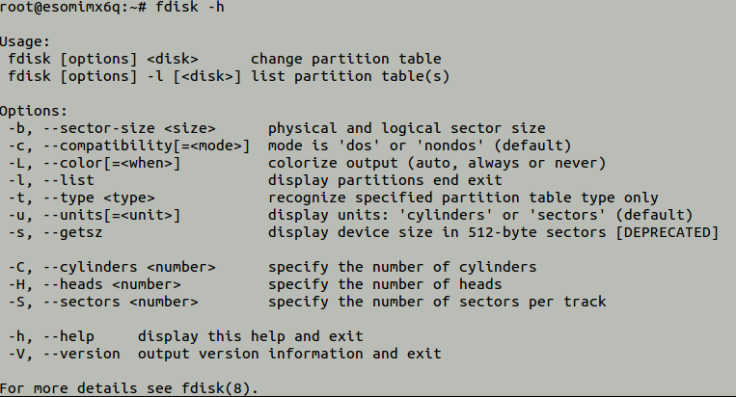 root@esomimx6q:~# fdisk -h
Usage:
fdisk [options] <disk> change partition table
fdisk [options] -l [<disk>] list partition table(s)
Options:
-b, --sector-size <size> physical and logical sector size
-c, --compatibility[=<mode>] mode is 'dos' or 'nondos' (default)
-L, --color[=<when>] colorize output (auto, always or never)
-l, --list display partitions end exit
-t, --type <type> recognize specified partition table type only
-u, --units[=<unit>] display units: 'cylinders' or 'sectors' (default)
-s, --getsz display device size in 512-byte sectors [DEPRECATED]
-C, --cylinders <number> specify the number of cylinders
-H, --heads <number> specify the number of heads
-S, --sectors <number> specify the number of sectors per track
-h, --help display this help and exit
-V, --version output version information and exit
For more details see fdisk(8).